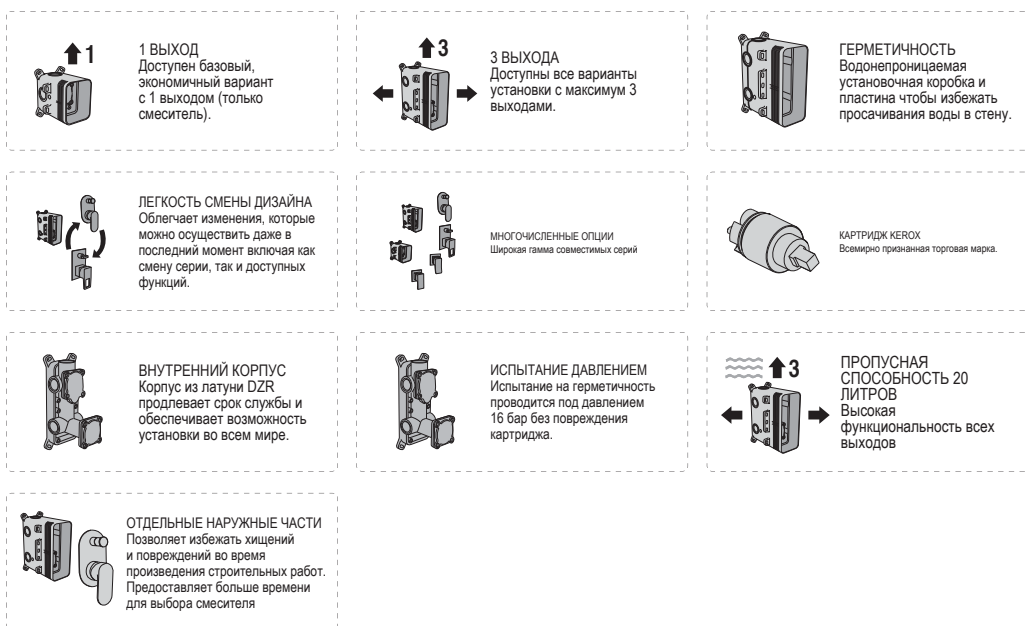 1
1 ВЫХОД
Доступен базовый,
экономичный вариант
с 1 выходом (только
смеситель).
3
3 ВЫХОДА
Доступны все варианты
установки с максимум 3
выходами.
ГЕРМЕТИЧНОСТЬ
Водонепроницаемая
установочная коробка и
пластина чтобы избежать
просачивания воды в стену.
ЛЕГКОСТЬ СМЕНЫ ДИЗАЙНА
Облегчает изменения, которые
можно осуществить даже в
последний момент включая как
смену серии, так и доступных
функций.
МНОГОЧИСЛЕННЫЕ ОПЦИИ
Широкая гамма совместимых серий
КАРТРИДЖ KEROX
Всемирно признанная торговая марка.
ВНУТРЕННИЙ КОРПУС
Корпус из латуни DZR
продлевает срок службы и
обеспечивает возможность
установки во всем мире.
ИСПЫТАНИЕ ДАВЛЕНИЕМ
Испытание на герметичность
проводится под давлением
16 бар без повреждения
картриджа.
3
ПРОПУСНАЯ
СПОСОБНОСТЬ 20
ЛИТРОВ
Высокая
функциональность всех
выходов
ОТДЕЛЬНЫЕ НАРУЖНЫЕ ЧАСТИ
Позволяет избежать хищений
и повреждений во время
произведения строительных работ.
Предоставляет больше времени
для выбора смесителя